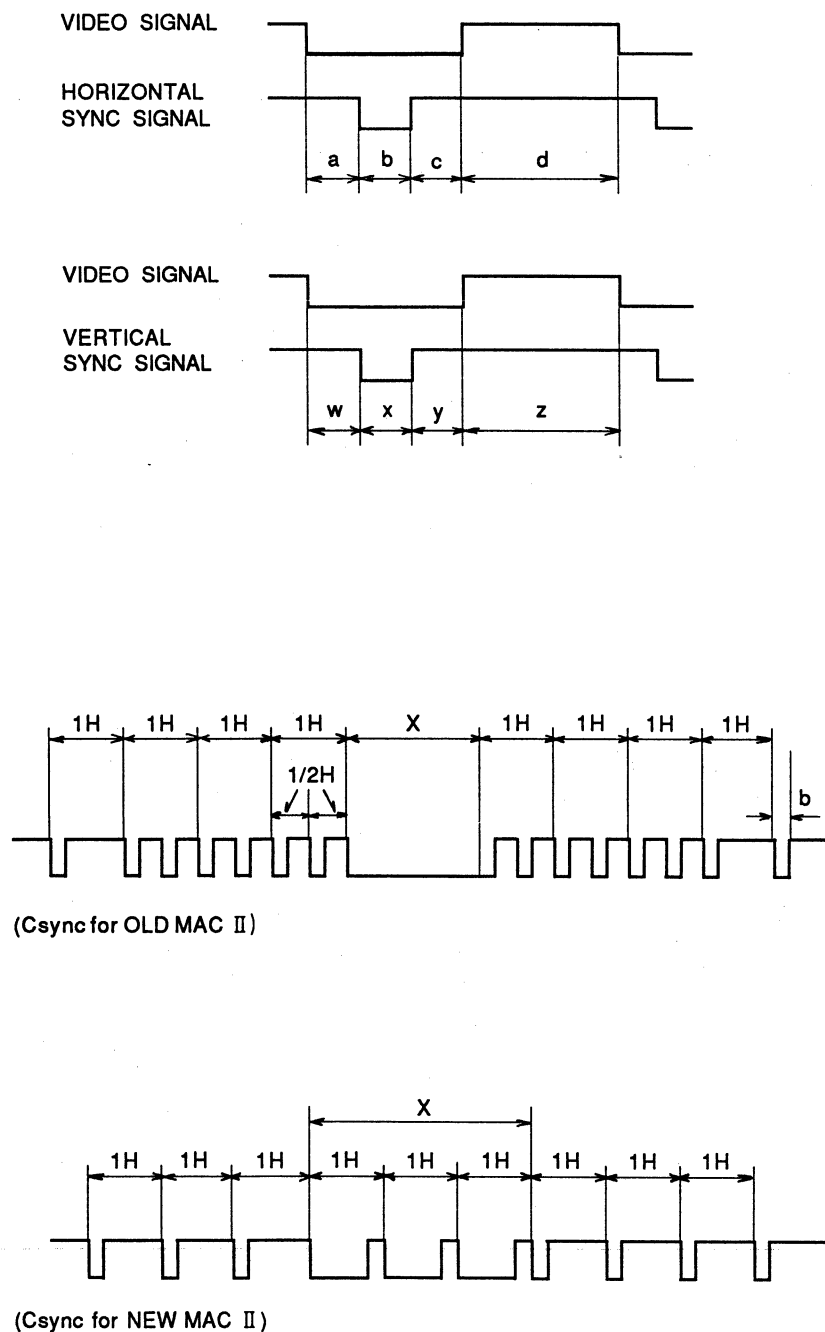 VIDEO SIGNAL
HORIZONTAL
SYNC SIGNAL
a b c d
VIDEO SIGNAL
VERTICAL
SYNC SIGNAL
w x y z
1H 1H 1H 1H X 1H 1H 1H 1H
1/2H
b
(Csync for OLD MAC II)
X
1H 1H 1H 1H 1H 1H 1H 1H 1H
(Csync for NEW MAC II)